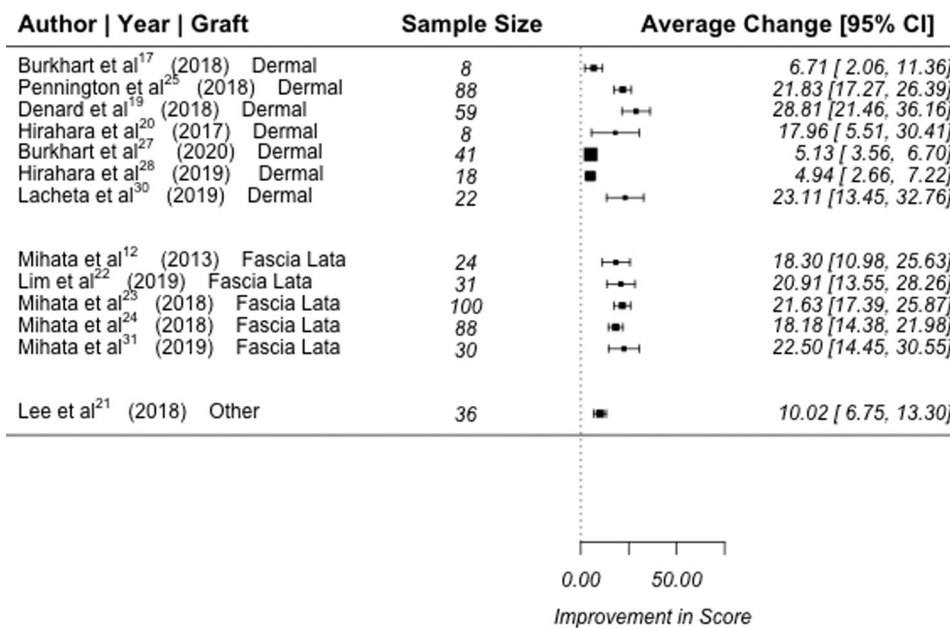 Author | Year | Graft Sample Size Average Change [95% CI]
Burkhart et al17 (2018) Dermal 8 6.71 [ 2.06, 11.36]
Pennington et al25 (2018) Dermal 88 21.83 [17.27, 26.39]
Denard et al19 (2018) Dermal 59 28.81 [21.46, 36.16]
Hirahara et al20 (2017) Dermal 8 17.96 [ 5.51, 30.41]
Burkhart et al27 (2020) Dermal 41 5.13 [ 3.56, 6.70]
Hirahara et al28 (2019) Dermal 18 4.94 [ 2.66, 7.22]
Lacheta et al30 (2019) Dermal 22 23.11 [13.45, 32.76]
Mihata et al12 (2013) Fascia Lata 24 18.30 [10.98, 25.63]
Lim et al22 (2019) Fascia Lata 31 20.91 [13.55, 28.26]
Mihata et al23 (2018) Fascia Lata 100 21.63 [17.39, 25.87]
Mihata et al24 (2018) Fascia Lata 88 18.18 [14.38, 21.98]
Mihata et al31 (2019) Fascia Lata 30 22.50 [14.45, 30.55]
Lee et al21 (2018) Other 36 10.02 [ 6.75, 13.30]
0.00 50.00
Improvement in Score